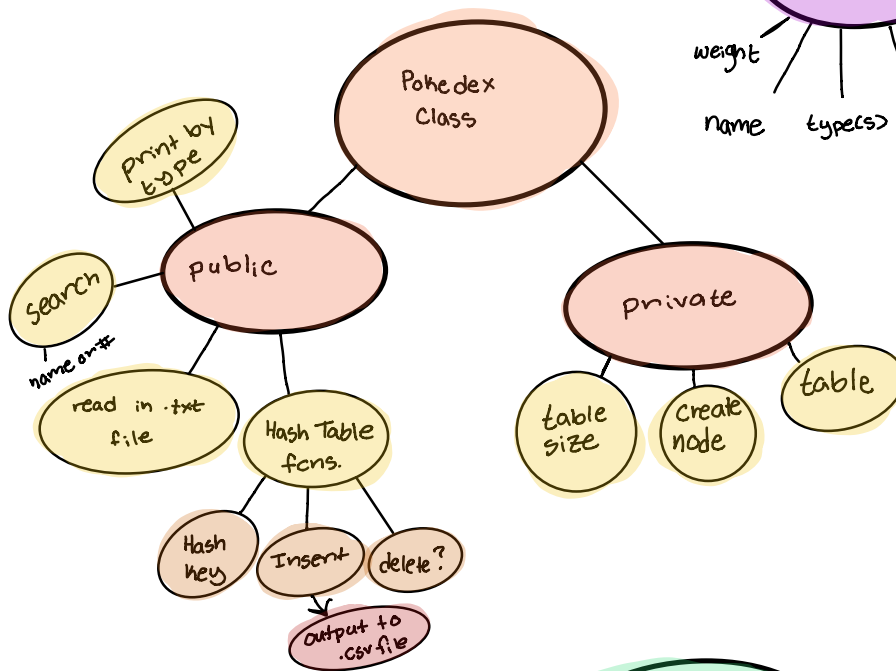 Pokedex
Class
weight
name
type(s)
print by
type
public
search
name or #
read in .txt
file
Hash Table
fcns.
Hash
key
Insert
delete?
output to
.csv file
private
table
size
create
node
table